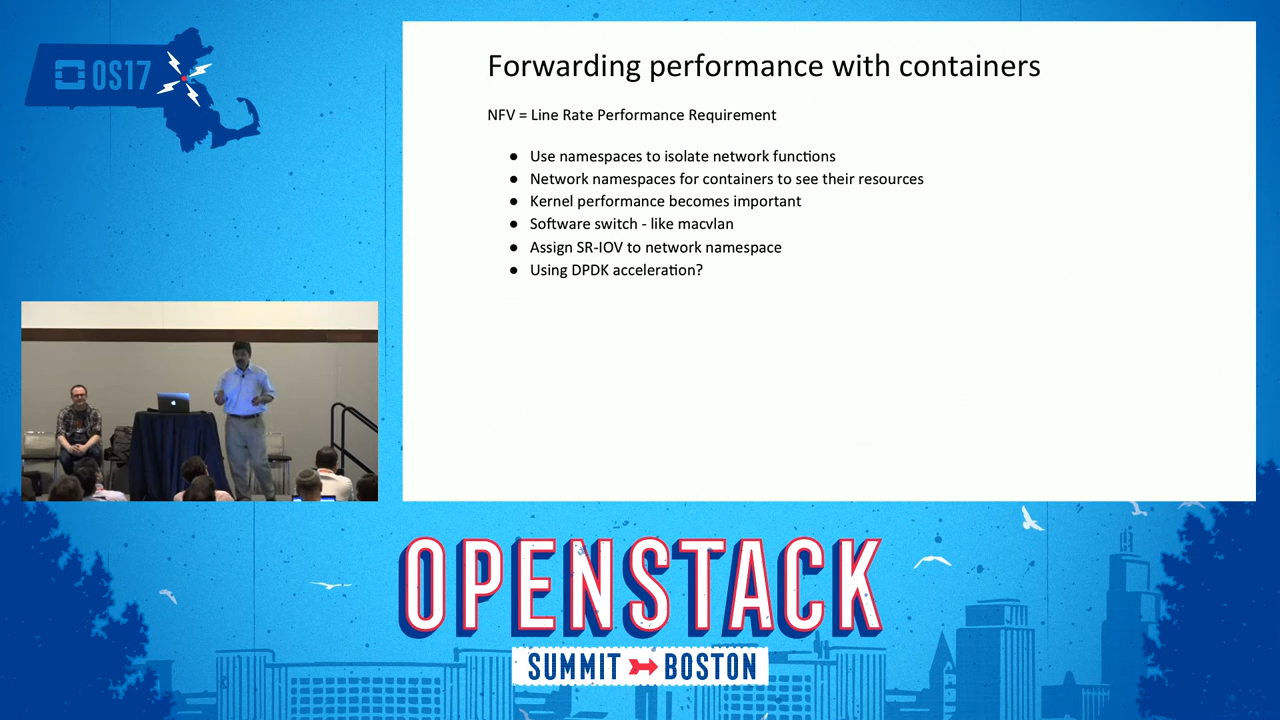 OS17
Forwarding performance with containers
NFV = Line Rate Performance Requirement
● Use namespaces to isolate network functions
● Network namespaces for containers to see their resources
● Kernel performance becomes important
● Software switch - like macvlan
● Assign SR-IOV to network namespace
● Using DPDK acceleration?
OPENSTACK
SUMMIT BOSTON